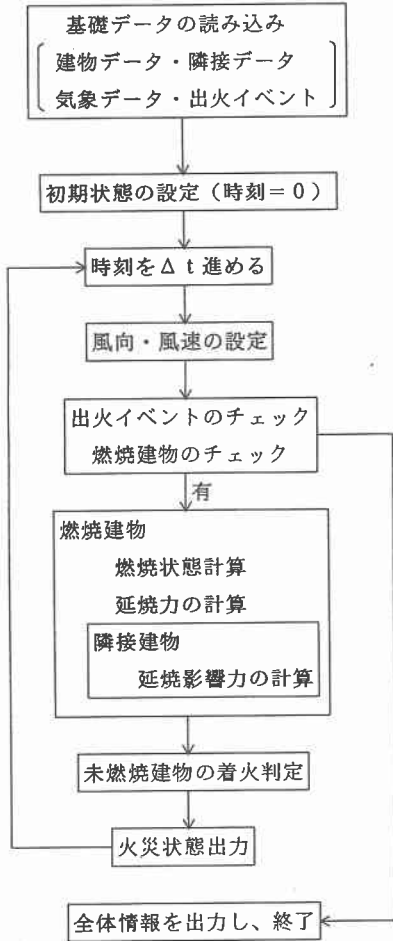 基礎データの読み込み
建物データ・隣接データ
気象データ・出火イベント
初期状態の設定（時刻＝０）
時刻をΔｔ進める
風向・風速の設定
出火イベントのチェック
燃焼建物のチェック
有
燃焼建物
燃焼状態計算
延焼力の計算
隣接建物
延焼影響力の計算
未燃焼建物の着火判定
火災状態出力
全体情報を出力し、終了